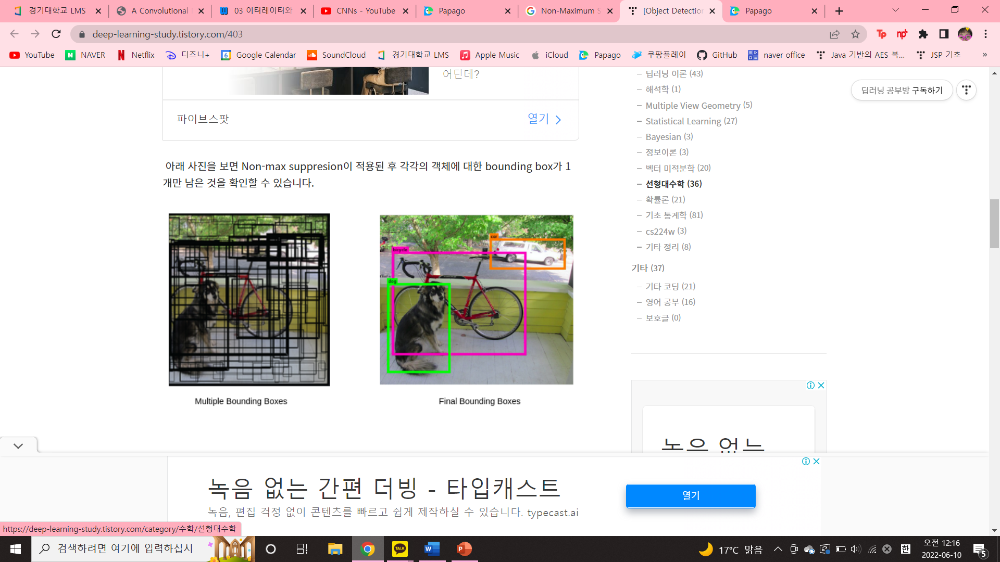 경기대학교 LMS
A Convolutional
03 이터레이터와
CNNs - YouTube
Papago
Non-Maximum S
[Object Detection
Papago
deep-learning-study.tistory.com/403
YouTube
NAVER
Netflix
디즈니+
Google Calendar
SoundCloud
경기대학교 LMS
Apple Music
iCloud
Papago
쿠팡플레이
GitHub
naver office
Java 기반의 AES 복...
JSP 기초
»
어딘데?
파이브스팟
열기
아래 사진을 보면 Non-max suppresion이 적용된 후 각각의 객체에 대한 bounding box가 1
개만 남은 것을 확인할 수 있습니다.
car
bicycle
dog
Multiple Bounding Boxes
Final Bounding Boxes
– 딥러닝 이론 (43)
– 해석학 (1)
– Multiple View Geometry (5)
– Statistical Learning (27)
– Bayesian (3)
– 정보이론 (3)
– 벡터 미적분학 (20)
– 선형대수학 (36)
– 확률론 (21)
– 기초 통계학 (81)
– cs224w (3)
– 기타 정리 (8)
기타 (37)
– 기타 코딩 (21)
– 영어 공부 (16)
– 보호글 (0)
딥러닝 공부방 구독하기
녹음 없는
녹음 없는 간편 더빙 - 타입캐스트
녹음, 편집 걱정 없이 콘텐츠를 빠르고 쉽게 제작하실 수 있습니다. typecast.ai
열기
https://deep-learning-study.tistory.com/category/수학/선형대수학
검색하려면 여기에 입력하십시
TALK
17°C 맑음
한
오전 12:16
2022-06-10
5